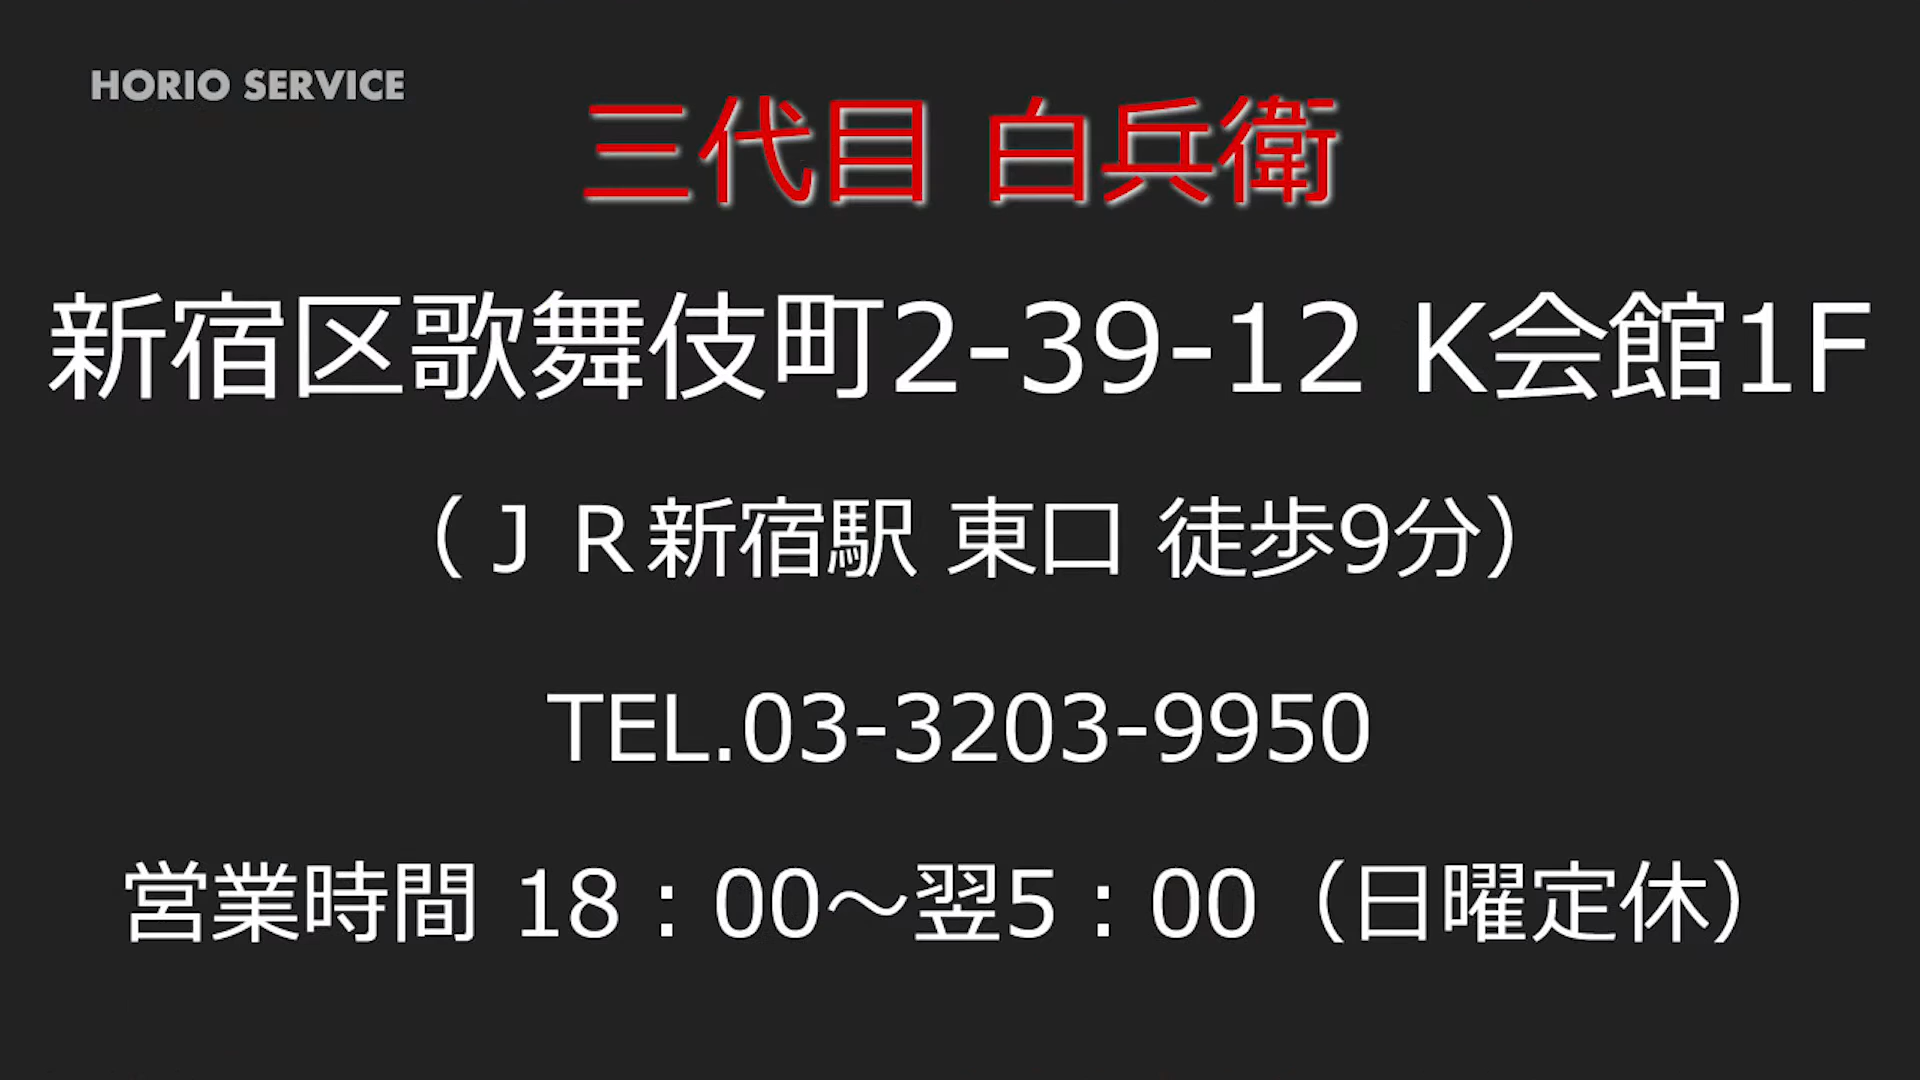 HORIO SERVICE
三代目 白兵衛
新宿区歌舞伎町2-39-12 K会館1F
（ＪＲ新宿駅 東口 徒歩9分）
TEL.03-3203-9950
営業時間 18：00～翌5：00（日曜定休）